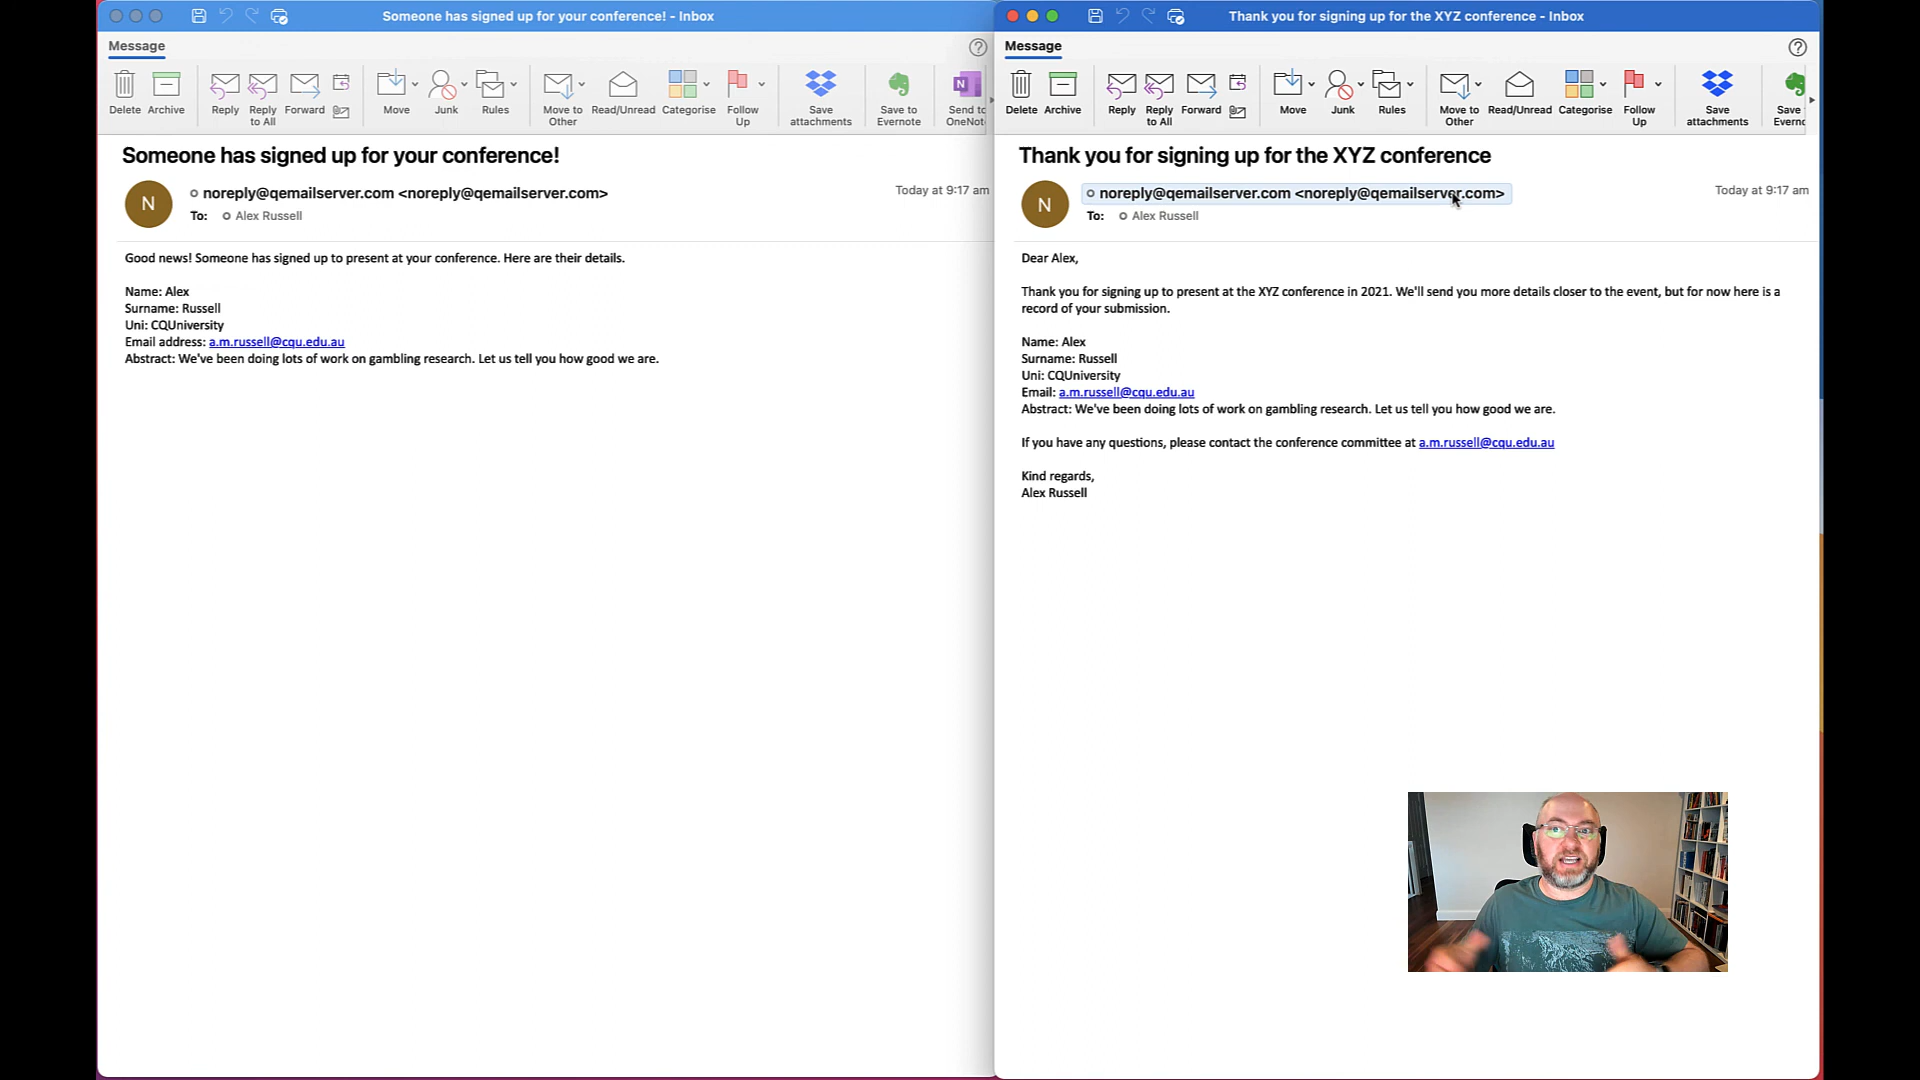 Someone has signed up for your conference! - Inbox
Message
Delete
Archive
Reply
Reply to All
Forward
Move
Junk
Rules
Move to Other
Read/Unread
Categorise
Follow Up
Save attachments
Save to Evernote
N
Send to OneNot
Someone has signed up for your conference!
N
noreply@qemailserver.com <noreply@qemailserver.com>
Today at 9:17 am
To: Alex Russell
Good news! Someone has signed up to present at your conference. Here are their details.
Name: Alex
Surname: Russell
Uni: CQUniversity
Email address: a.m.russell@cqu.edu.au
Abstract: We've been doing lots of work on gambling research. Let us tell you how good we are.
Thank you for signing up for the XYZ conference - Inbox
Message
Delete
Archive
Reply
Reply to All
Forward
Move
Junk
Rules
Move to Other
Read/Unread
Categorise
Follow Up
Save attachments
Save
Evernc
Thank you for signing up for the XYZ conference
N
noreply@qemailserver.com <noreply@qemailserver.com>
Today at 9:17 am
To: Alex Russell
Dear Alex,
Thank you for signing up to present at the XYZ conference in 2021. We'll send you more details closer to the event, but for now here is a
record of your submission.
Name: Alex
Surname: Russell
Uni: CQUniversity
Email: a.m.russell@cqu.edu.au
Abstract: We've been doing lots of work on gambling research. Let us tell you how good we are.
If you have any questions, please contact the conference committee at a.m.russell@cqu.edu.au
Kind regards,
Alex Russell